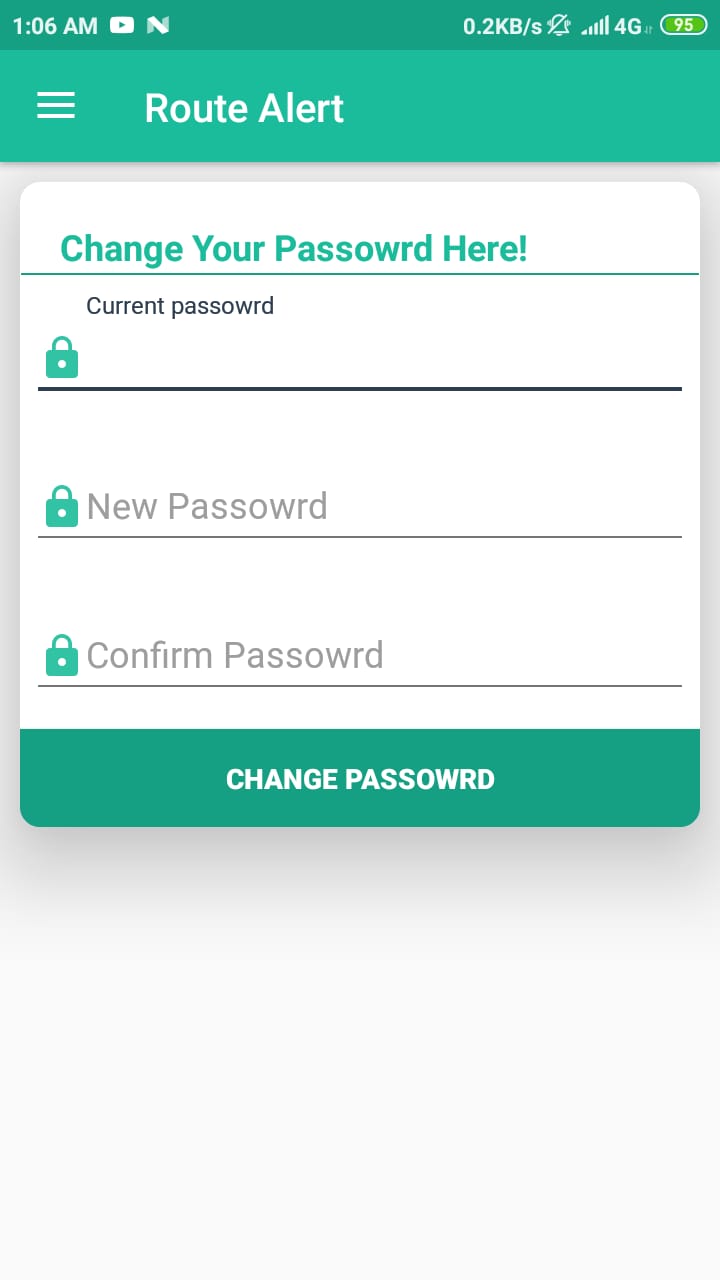 1:06 AM 0.2KB/s 4G 95
Route Alert
Change Your Passowrd Here!
Current passowrd
New Passowrd
Confirm Passowrd
CHANGE PASSOWRD